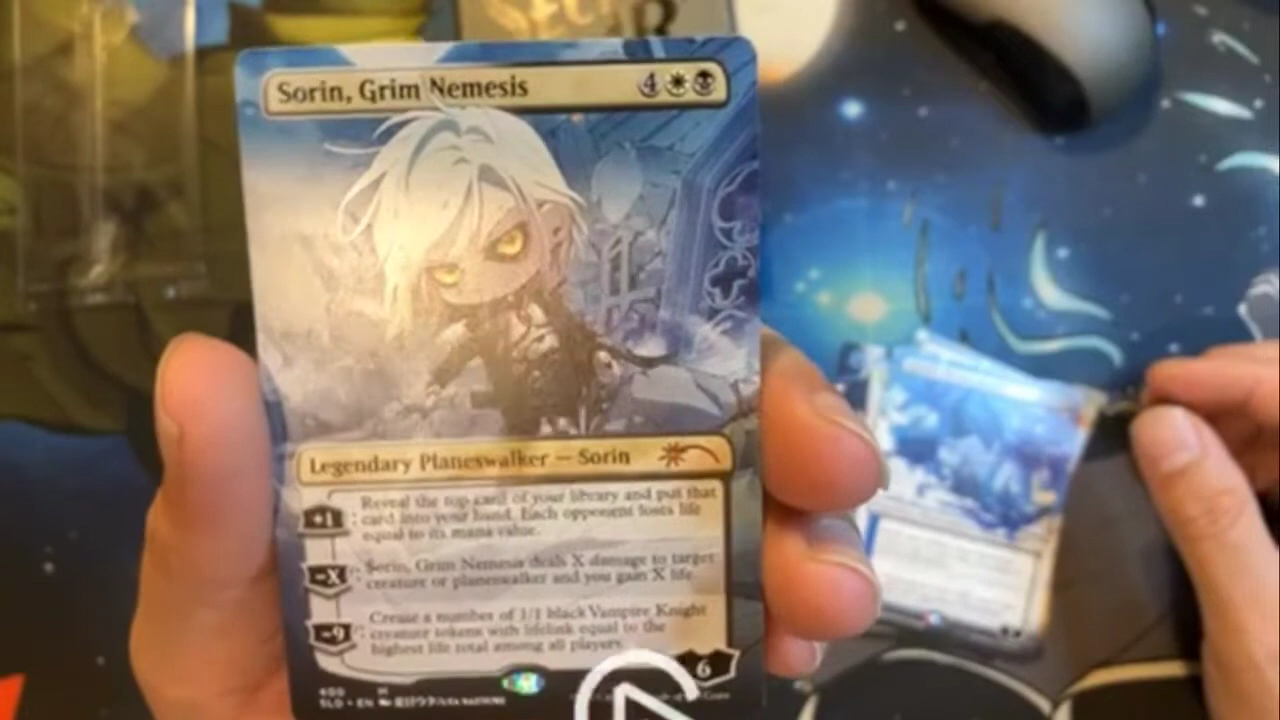 Sorin, Grim Nemesis 4
Legendary Planeswalker — Sorin
+1
Reveal the top card of your library and put that
card into your hand. Each opponent loses life
equal to its mana value.
-X
Sorin, Grim Nemesis deals X damage to target
creature or planeswalker and you gain X life.
-9
Create a number of 1/1 black Vampire Knight
creature tokens with lifelink equal to the
highest life total among all players.
6
M
SLD • EN